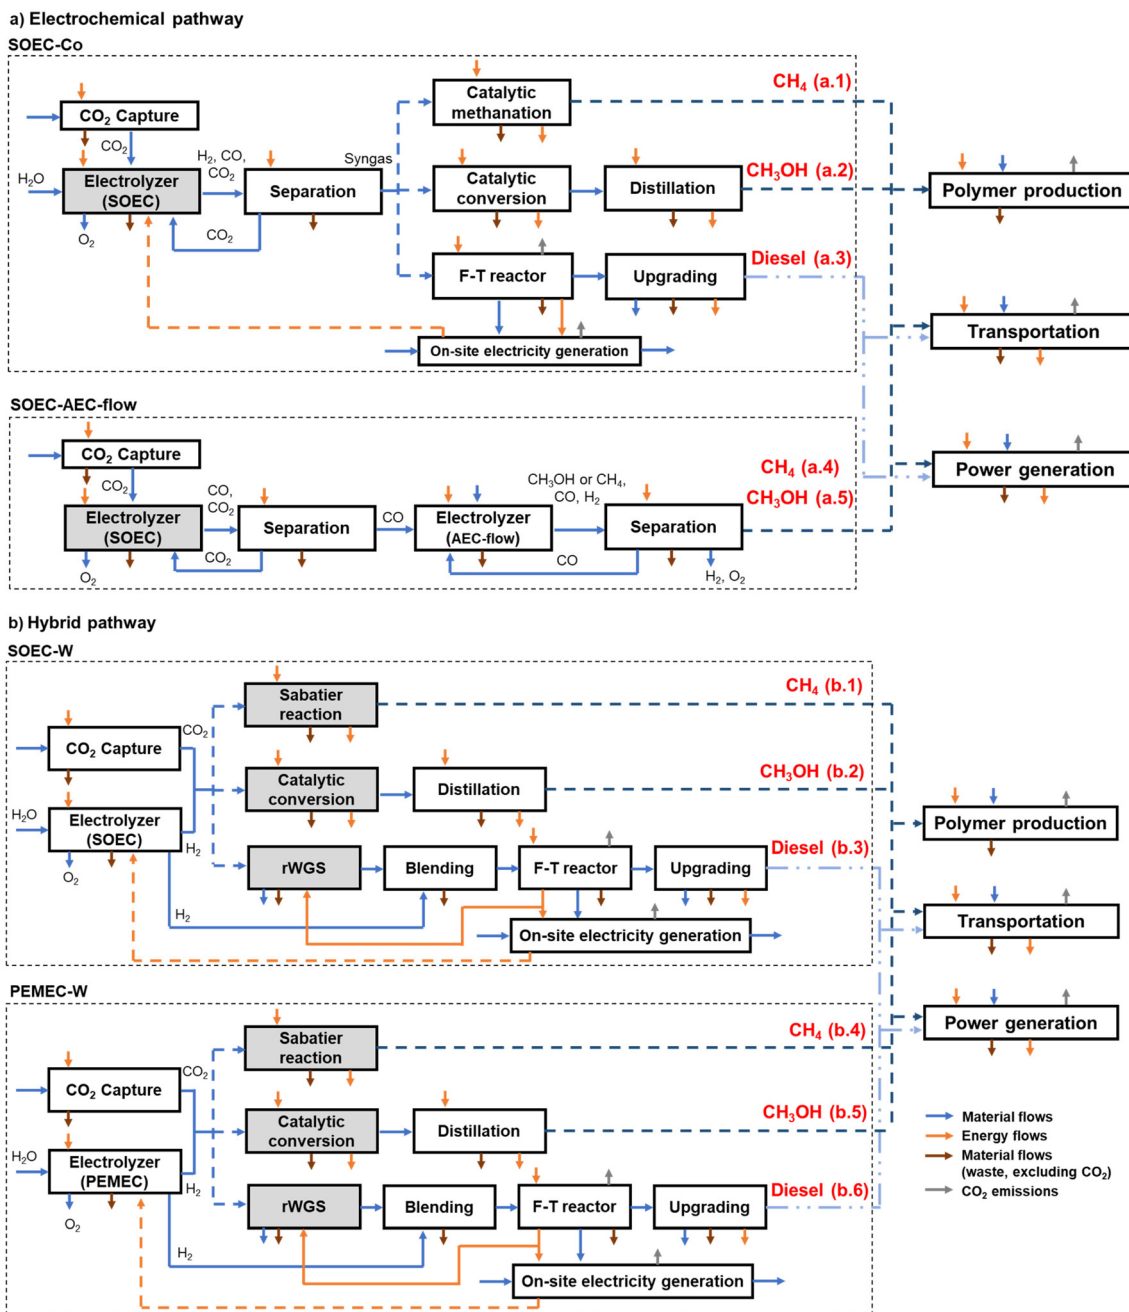 a) Electrochemical pathway
SOEC-Co
CO₂ Capture
CO₂
H₂O
Electrolyzer
(SOEC)
O₂
H₂, CO,
CO₂
Separation
CO₂
Syngas
Catalytic
methanation
CH₄ (a.1)
Catalytic
conversion
Distillation
CH₃OH (a.2)
F-T reactor
Upgrading
Diesel (a.3)
On-site electricity generation
Polymer production
Transportation
Power generation
SOEC-AEC-flow
CO₂ Capture
CO₂
Electrolyzer
(SOEC)
O₂
CO,
CO₂
Separation
CO₂
CO
Electrolyzer
(AEC-flow)
CH₃OH or CH₄,
CO, H₂
Separation
CO
H₂, O₂
CH₄ (a.4)
CH₃OH (a.5)
b) Hybrid pathway
SOEC-W
CO₂ Capture
CO₂
H₂O
Electrolyzer
(SOEC)
H₂
O₂
H₂
Sabatier
reaction
CH₄ (b.1)
Catalytic
conversion
Distillation
CH₃OH (b.2)
rWGS
Blending
F-T reactor
Upgrading
Diesel (b.3)
On-site electricity generation
Polymer production
Transportation
Power generation
PEMEC-W
CO₂ Capture
CO₂
H₂O
Electrolyzer
(PEMEC)
H₂
O₂
H₂
Sabatier
reaction
CH₄ (b.4)
Catalytic
conversion
Distillation
CH₃OH (b.5)
rWGS
Blending
F-T reactor
Upgrading
Diesel (b.6)
On-site electricity generation
Material flows
Energy flows
Material flows
(waste, excluding CO₂)
CO₂ emissions